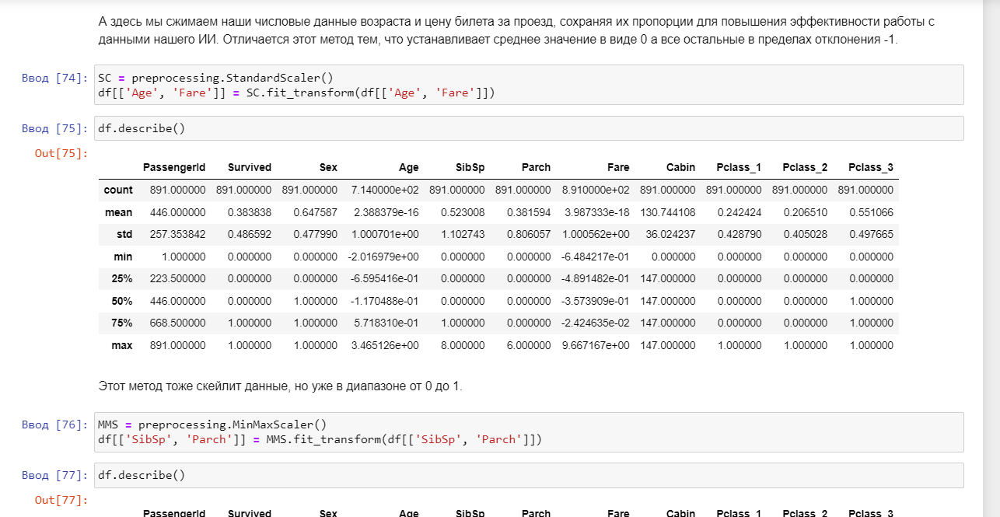 А здесь мы сжимаем наши числовые данные возраста и цену билета за проезд, сохраняя их пропорции для повышения эффективности работы с
данными нашего ИИ. Отличается этот метод тем, что устанавливает среднее значение в виде 0 а все остальные в пределах отклонения -1.
Ввод [74]: SC = preprocessing.StandardScaler()
df[['Age', 'Fare']] = SC.fit_transform(df[['Age', 'Fare']])
Ввод [75]: df.describe()
Out[75]:
PassengerId Survived Sex Age SibSp Parch Fare Cabin Pclass_1 Pclass_2 Pclass_3
count 891.000000 891.000000 891.000000 7.140000e+02 891.000000 891.000000 8.910000e+02 891.000000 891.000000 891.000000 891.000000
mean 446.000000 0.383838 0.647587 2.388379e-16 0.523008 0.381594 3.987333e-18 130.744108 0.242424 0.206510 0.551066
std 257.353842 0.486592 0.477990 1.000701e+00 1.102743 0.806057 1.000562e+00 36.024237 0.428790 0.405028 0.497665
min 1.000000 0.000000 0.000000 -2.016979e+00 0.000000 0.000000 -6.484217e-01 0.000000 0.000000 0.000000 0.000000
25% 223.500000 0.000000 0.000000 -6.595416e-01 0.000000 0.000000 -4.891482e-01 147.000000 0.000000 0.000000 0.000000
50% 446.000000 0.000000 1.000000 -1.170488e-01 0.000000 0.000000 -3.573909e-01 147.000000 0.000000 0.000000 1.000000
75% 668.500000 1.000000 1.000000 5.718310e-01 1.000000 0.000000 -2.424635e-02 147.000000 0.000000 0.000000 1.000000
max 891.000000 1.000000 1.000000 3.465126e+00 8.000000 6.000000 9.667167e+00 147.000000 1.000000 1.000000 1.000000
Этот метод тоже скейлит данные, но уже в диапазоне от 0 до 1.
Ввод [76]: MMS = preprocessing.MinMaxScaler()
df[['SibSp', 'Parch']] = MMS.fit_transform(df[['SibSp', 'Parch']])
Ввод [77]: df.describe()
Out[77]:
PassengerId Survived Sex Age SibSp Parch Fare Cabin Pclass_1 Pclass_2 Pclass_3